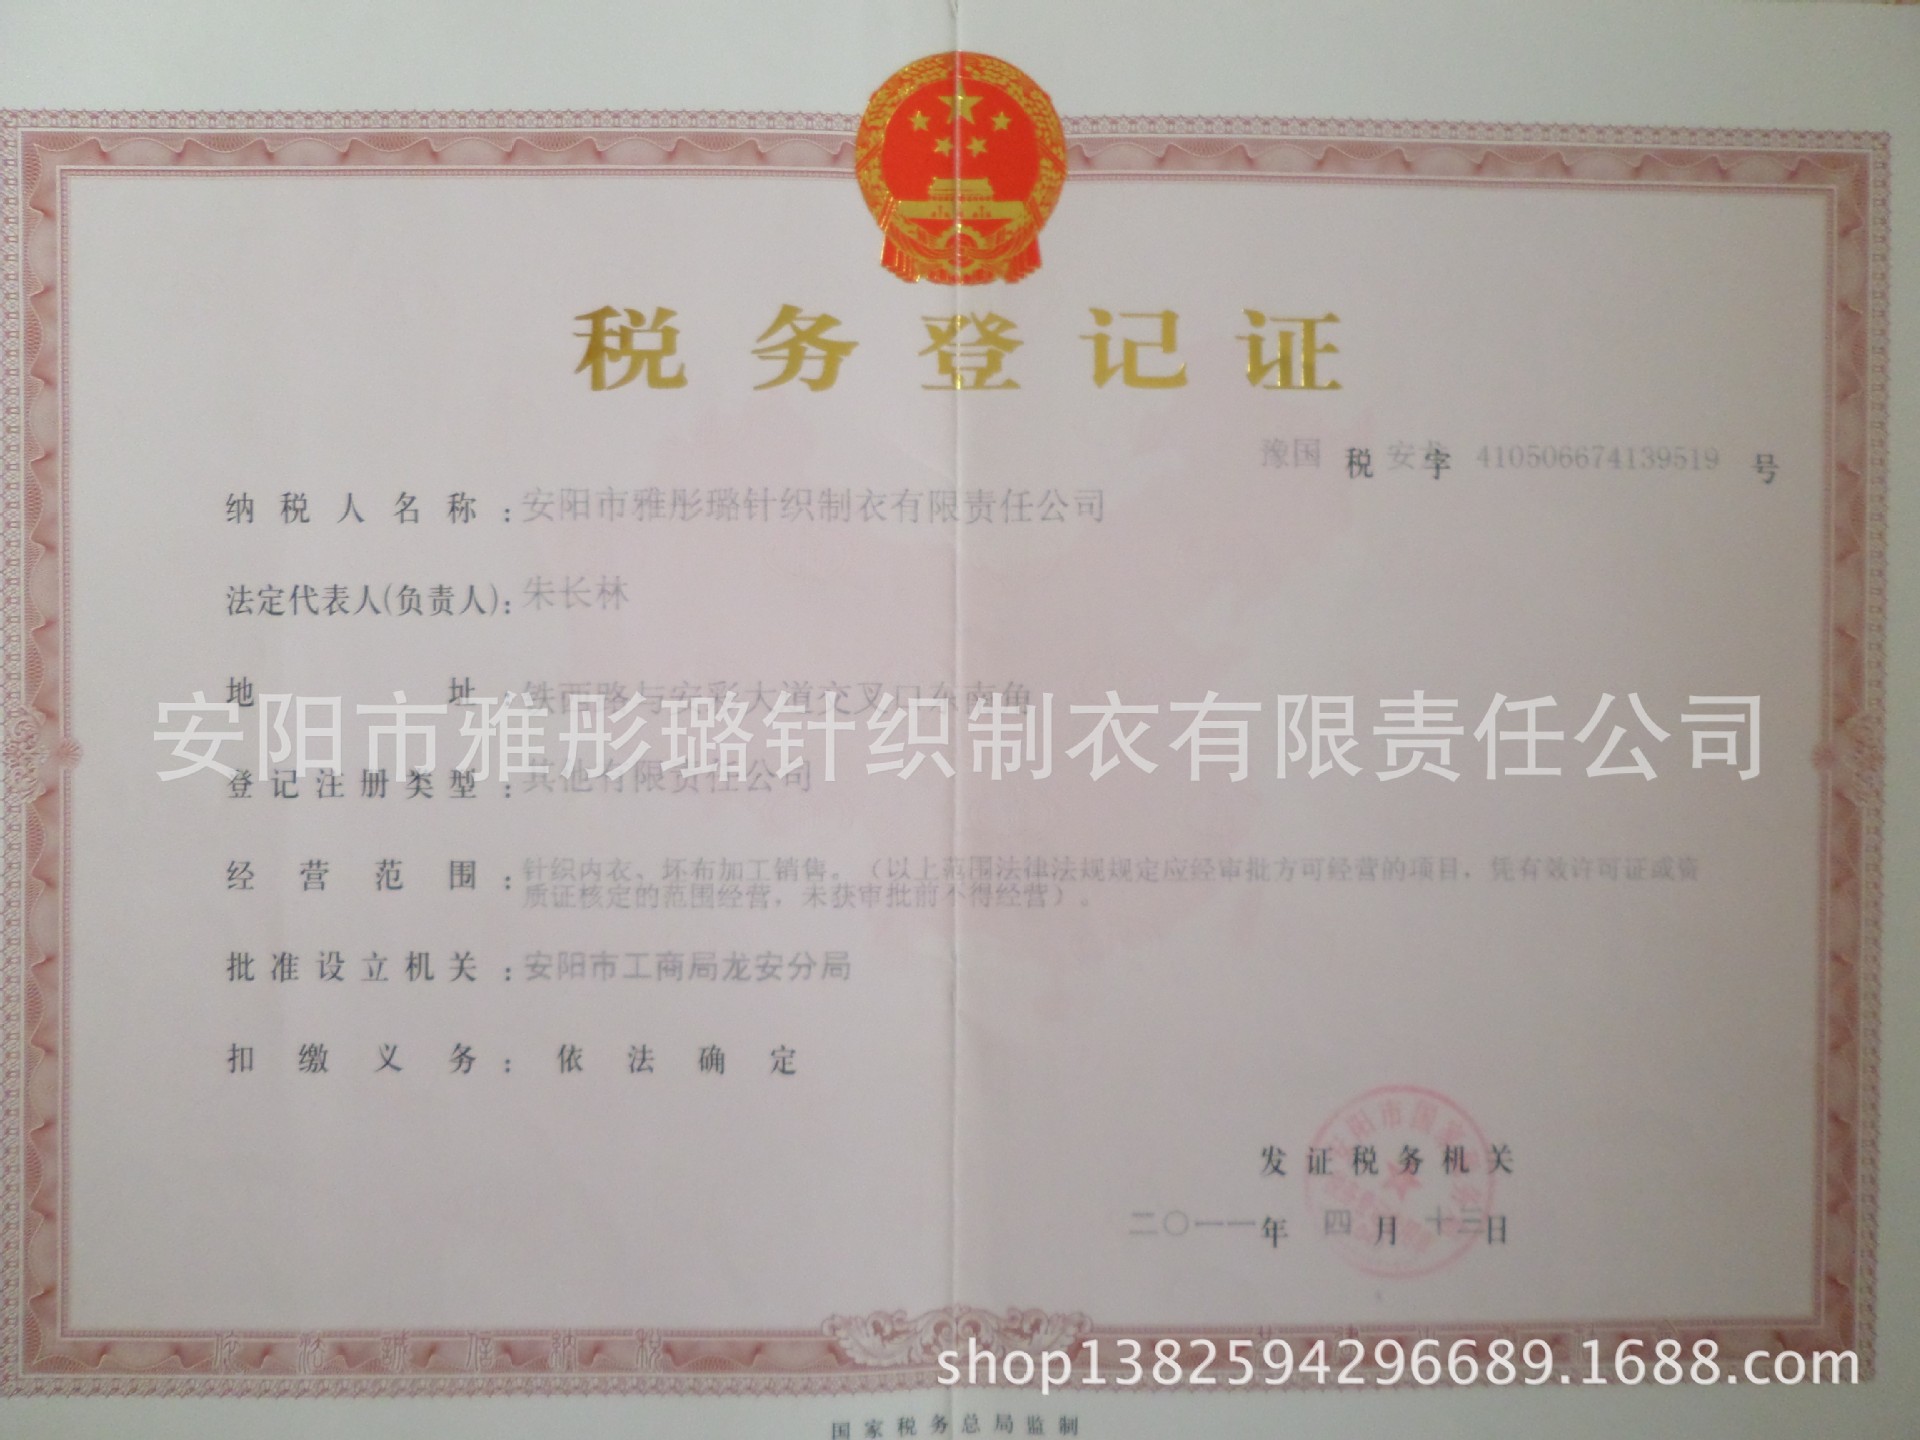 税务登记证
豫国 税 安龙 字 410506674139519 号
纳税人名称:安阳市雅彤璐针织制衣有限责任公司
法定代表人(负责人):朱长林
地址:铁西路与安彩大道交叉口东南角
安阳市雅彤璐针织制衣有限责任公司
登记注册类型:其他有限责任公司
经营范围:针织内衣、坯布加工销售。(以上范围法律法规规定应经审批方可经营的项目，凭有效许可证或资
质证核定的范围经营，未获审批前不得经营)。
批准设立机关:安阳市工商局龙安分局
扣缴义务:依法确定
发证税务机关
二〇一一年 四 月 十三日
依法诚信纳税
shop1382594296689.1688.com
国家税务总局监制